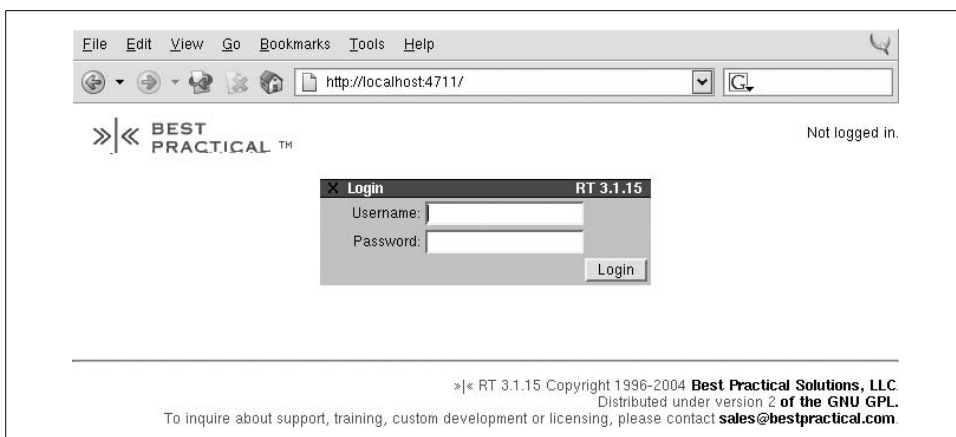 File Edit View Go Bookmarks Tools Help
http://localhost:4711/ G
»|« BEST PRACTICAL ™
Not logged in.
X Login RT 3.1.15
Username:
Password:
Login
»|« RT 3.1.15 Copyright 1996-2004 Best Practical Solutions, LLC.
Distributed under version 2 of the GNU GPL.
To inquire about support, training, custom development or licensing, please contact sales@bestpractical.com.